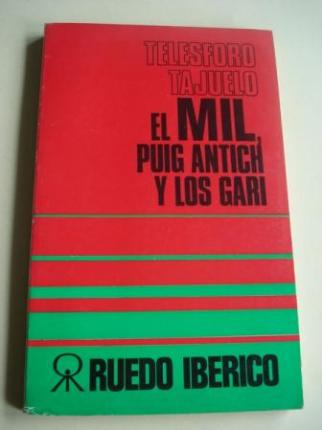 TELESFORO
TAJUELO
EL MIL,
PUIG ANTICH
Y LOS GARI
RUEDO IBERICO